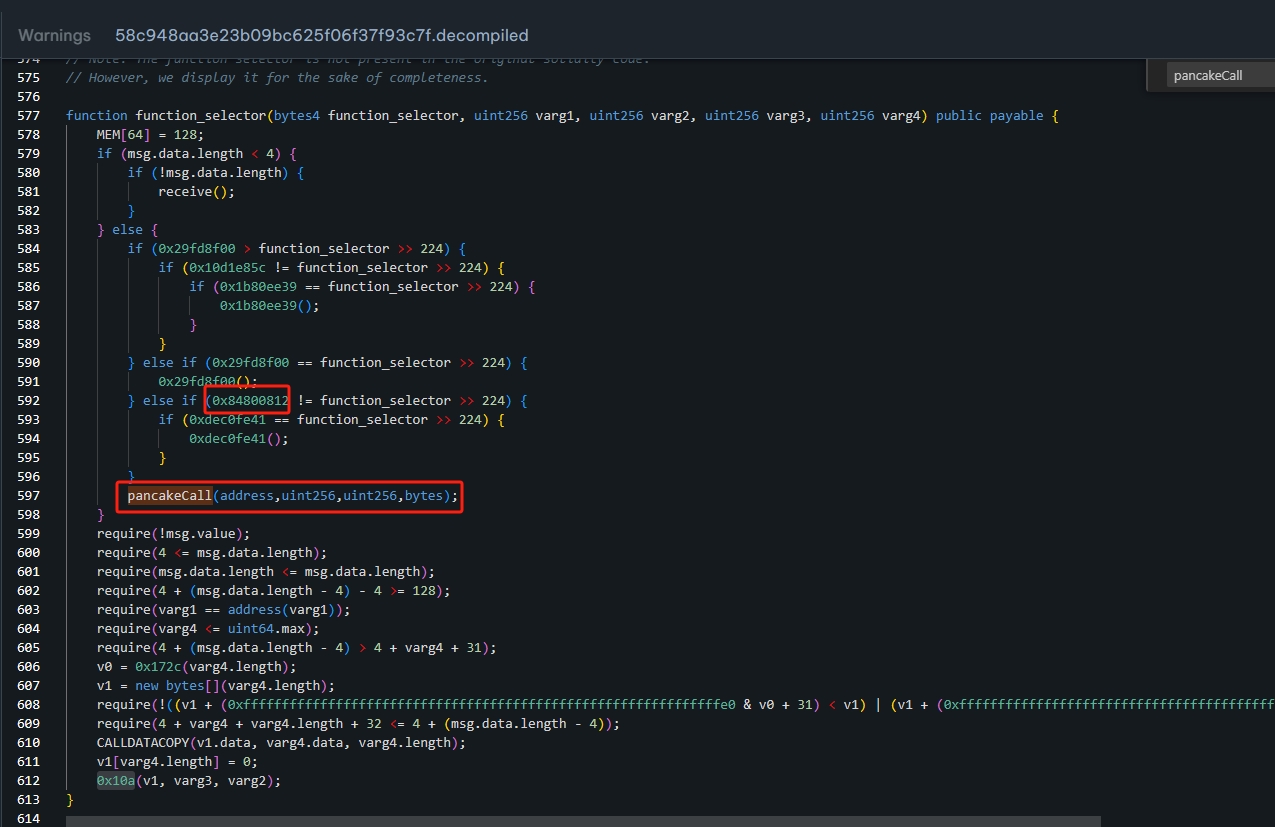 Warnings 58c948aa3e23b09bc625f06f37f93c7f.decompiled
pancakeCall
574 // Note: The function selector is not present in the original solidity code.
575 // However, we display it for the sake of completeness.
576
577 function function_selector(bytes4 function_selector, uint256 varg1, uint256 varg2, uint256 varg3, uint256 varg4) public payable {
578 MEM[64] = 128;
579 if (msg.data.length < 4) {
580 if (!msg.data.length) {
581 receive();
582 }
583 } else {
584 if (0x29fd8f00 > function_selector >> 224) {
585 if (0x10d1e85c != function_selector >> 224) {
586 if (0x1b80ee39 == function_selector >> 224) {
587 0x1b80ee39();
588 }
589 }
590 } else if (0x29fd8f00 == function_selector >> 224) {
591 0x29fd8f00();
592 } else if (0x84800812 != function_selector >> 224) {
593 if (0xdec0fe41 == function_selector >> 224) {
594 0xdec0fe41();
595 }
596 }
597 pancakeCall(address,uint256,uint256,bytes);
598 }
599 require(!msg.value);
600 require(4 <= msg.data.length);
601 require(msg.data.length <= msg.data.length);
602 require(4 + (msg.data.length - 4) - 4 >= 128);
603 require(varg1 == address(varg1));
604 require(varg4 <= uint64.max);
605 require(4 + (msg.data.length - 4) > 4 + varg4 + 31);
606 v0 = 0x172c(varg4.length);
607 v1 = new bytes[](varg4.length);
608 require(!((v1 + (0xffffffffffffffffffffffffffffffffffffffffffffffffffffffffffffffe0 & v0 + 31) < v1) | (v1 + (0xffffffffffffffffffffffffffffffffffffffffff
609 require(4 + varg4 + varg4.length + 32 <= 4 + (msg.data.length - 4));
610 CALLDATACOPY(v1.data, varg4.data, varg4.length);
611 v1[varg4.length] = 0;
612 0x10a(v1, varg3, varg2);
613 }
614